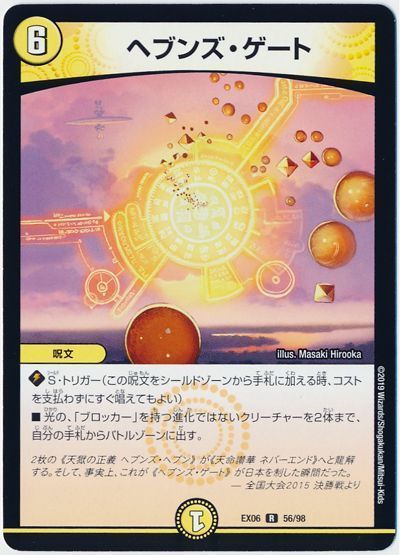 6
ヘブンズ・ゲート
呪文
illus. Masaki Hirooka
S・トリガー(この呪文をシールドゾーンから手札に加える時、コスト
を支払わずにすぐ唱えてもよい)
■光の、「ブロッカー」を持つ進化ではないクリーチャーを2体まで、
自分の手札からバトルゾーンに出す。
2枚の《天獄の正義 ヘブンズ・ヘブン》が《天命讃華 ネバーエンド》へと龍解
する。そして、事実上、これが《ヘブンズ・ゲート》が日本を制した瞬間だった。
— 全国大会2015 決勝戦より
1
EX06 R 56/98
©2019 Wizards/Shogakukan/Mitsui-Kids